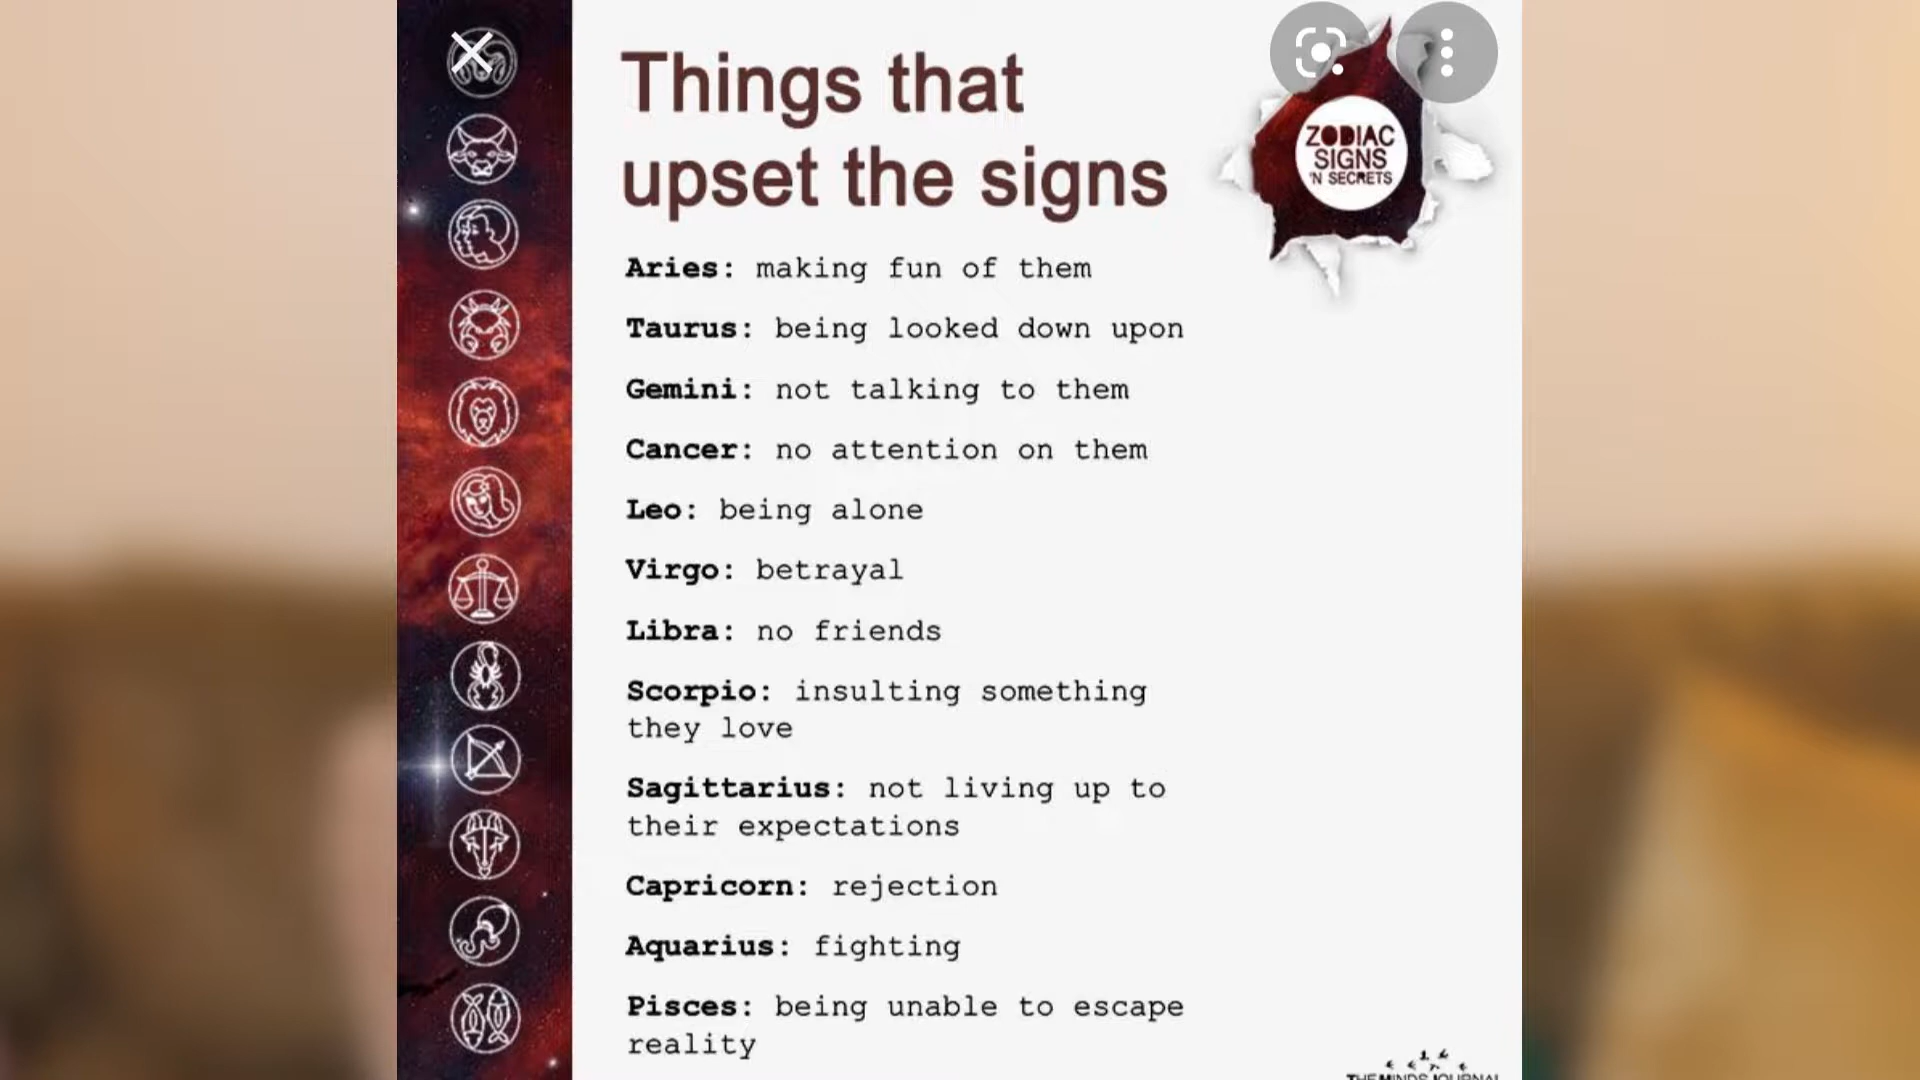 Things that
upset the signs
ZODIAC
SIGNS
'N SECRETS
Aries: making fun of them
Taurus: being looked down upon
Gemini: not talking to them
Cancer: no attention on them
Leo: being alone
Virgo: betrayal
Libra: no friends
Scorpio: insulting something
they love
Sagittarius: not living up to
their expectations
Capricorn: rejection
Aquarius: fighting
Pisces: being unable to escape
reality
THE MINDS JOURNAL